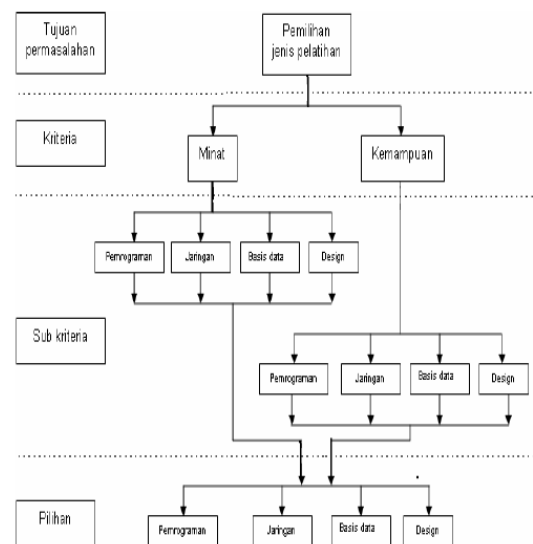 Tujuan
permasalahan
Pemilihan
jenis pelatihan
Kriteria
Minat
Kemampuan
Sub kriteria
Pemrograman
Jaringan
Basis data
Design
Pemrograman
Jaringan
Basis data
Design
Pilihan
Pemrograman
Jaringan
Basis data
Design